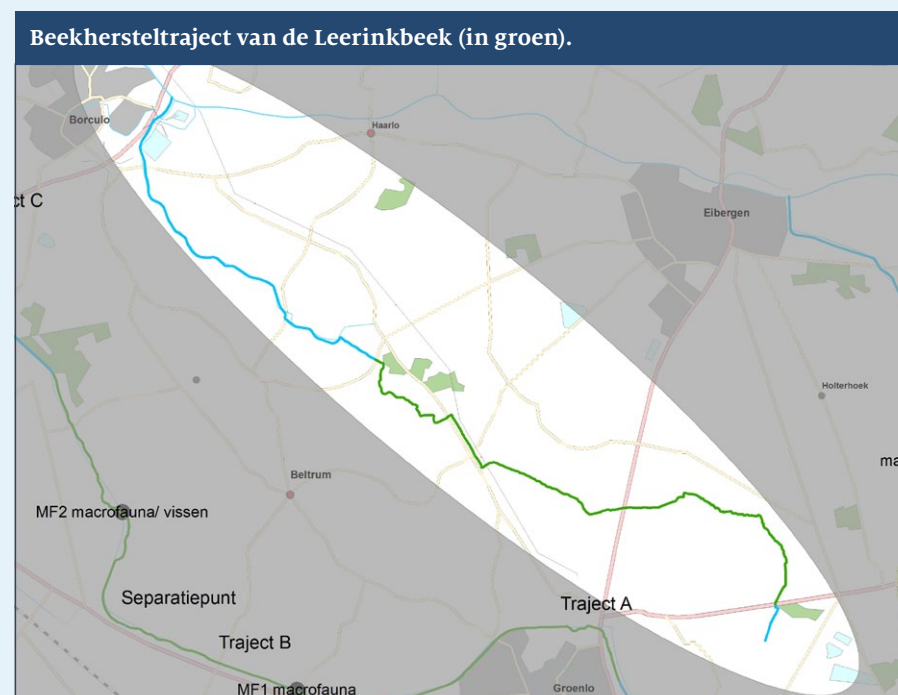 Beekhersteltraject van de Leerinkbeek (in groen).
Borculo
Haarlo
ct C
Eibergen
Holterhoek
ma
Beltrum
MF2 macrofauna/ vissen
Separatiepunt
Traject A
Traject B
MF1 macrofauna
Groenlo